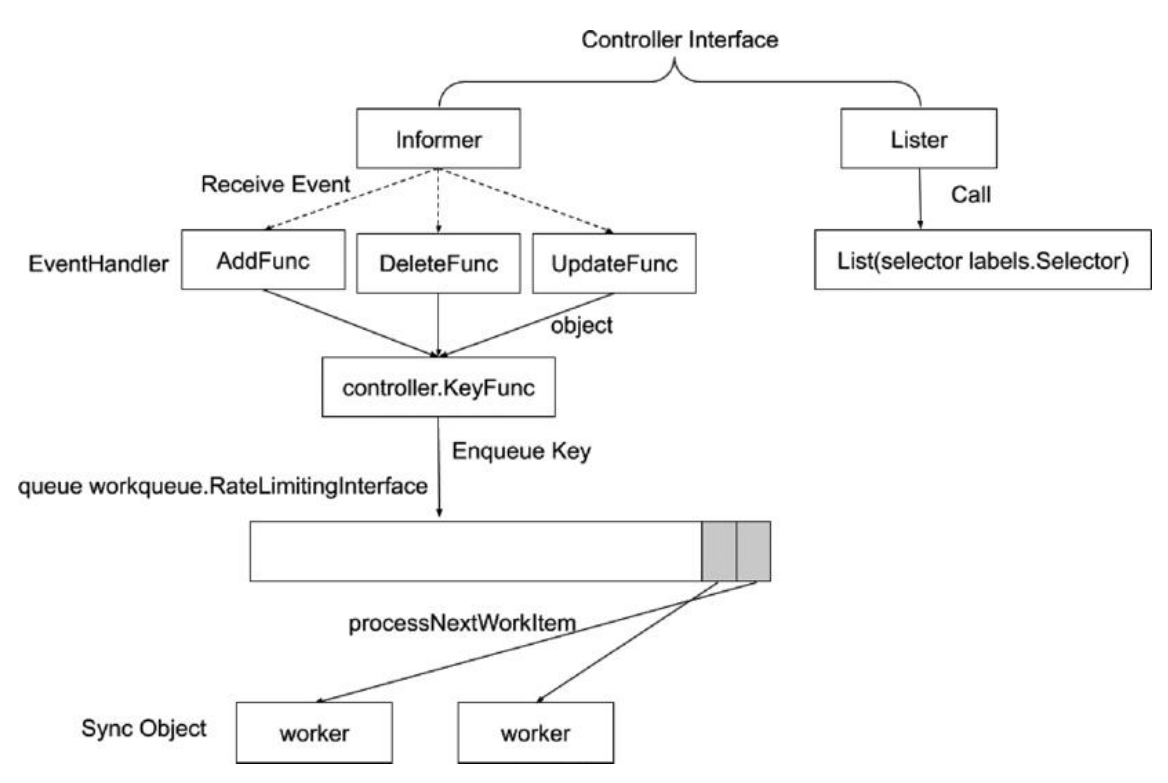 Controller Interface
Informer
Lister
Receive Event
Call
EventHandler
AddFunc
DeleteFunc
UpdateFunc
List(selector labels.Selector)
object
controller.KeyFunc
Enqueue Key
queue workqueue.RateLimitingInterface
processNextWorkItem
Sync Object
worker
worker